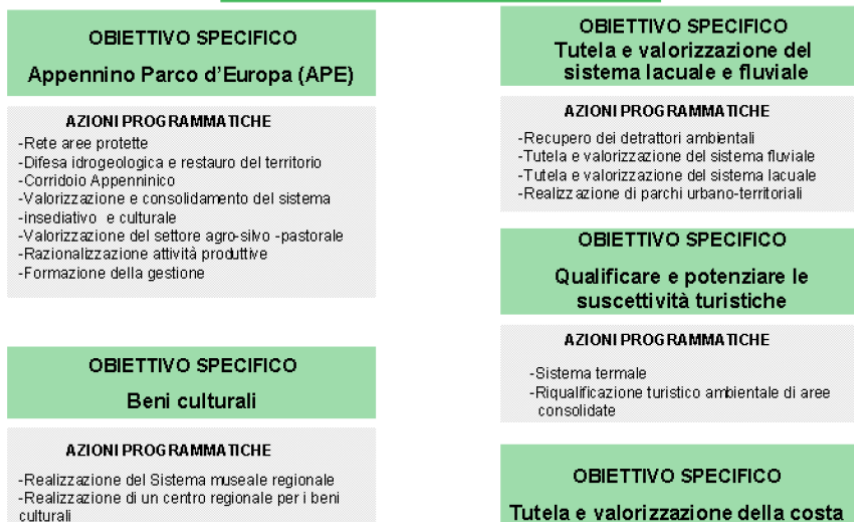 OBIETTIVO SPECIFICO
Appennino Parco d'Europa (APE)
AZIONI PROGRAMMATICHE
-Rete aree protette
-Difesa idrogeologica e restauro del territorio
-Corridoio Appenninico
-Valorizzazione e consolidamento del sistema
-insediativo e culturale
-Valorizzazione del settore agro-silvo -pastorale
-Razionalizzazione attività produttive
-Formazione della gestione
OBIETTIVO SPECIFICO
Beni culturali
AZIONI PROGRAMMATICHE
-Realizzazione del Sistema museale regionale
-Realizzazione di un centro regionale per i beni
culturali
OBIETTIVO SPECIFICO
Tutela e valorizzazione del
sistema lacuale e fluviale
AZIONI PROGRAMMATICHE
-Recupero dei detrattori ambientali
-Tutela e valorizzazione del sistema fluviale
-Tutela e valorizzazione del sistema lacuale
-Realizzazione di parchi urbano-territoriali
OBIETTIVO SPECIFICO
Qualificare e potenziare le
suscettività turistiche
AZIONI PROGRAMMATICHE
-Sistema termale
-Riqualificazione turistico ambientale di aree
consolidate
OBIETTIVO SPECIFICO
Tutela e valorizzazione della costa